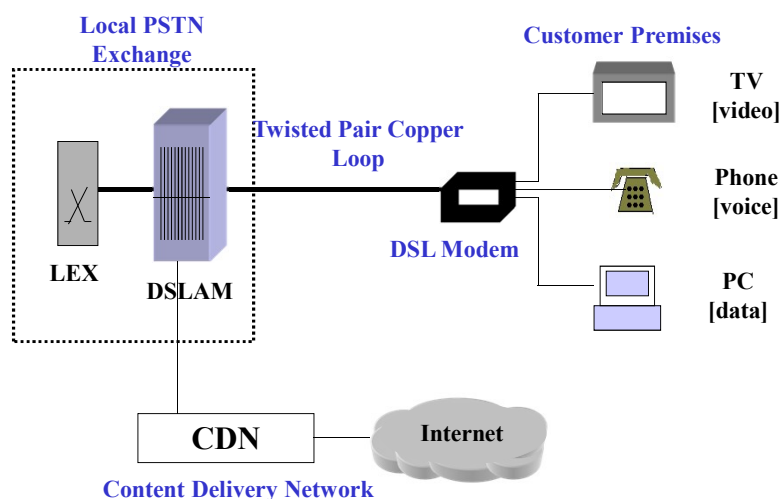 Local PSTN
Exchange
Customer Premises
TV
[video]
Twisted Pair Copper
Loop
Phone
[voice]
DSL Modem
LEX
DSLAM
PC
[data]
CDN
Internet
Content Delivery Network